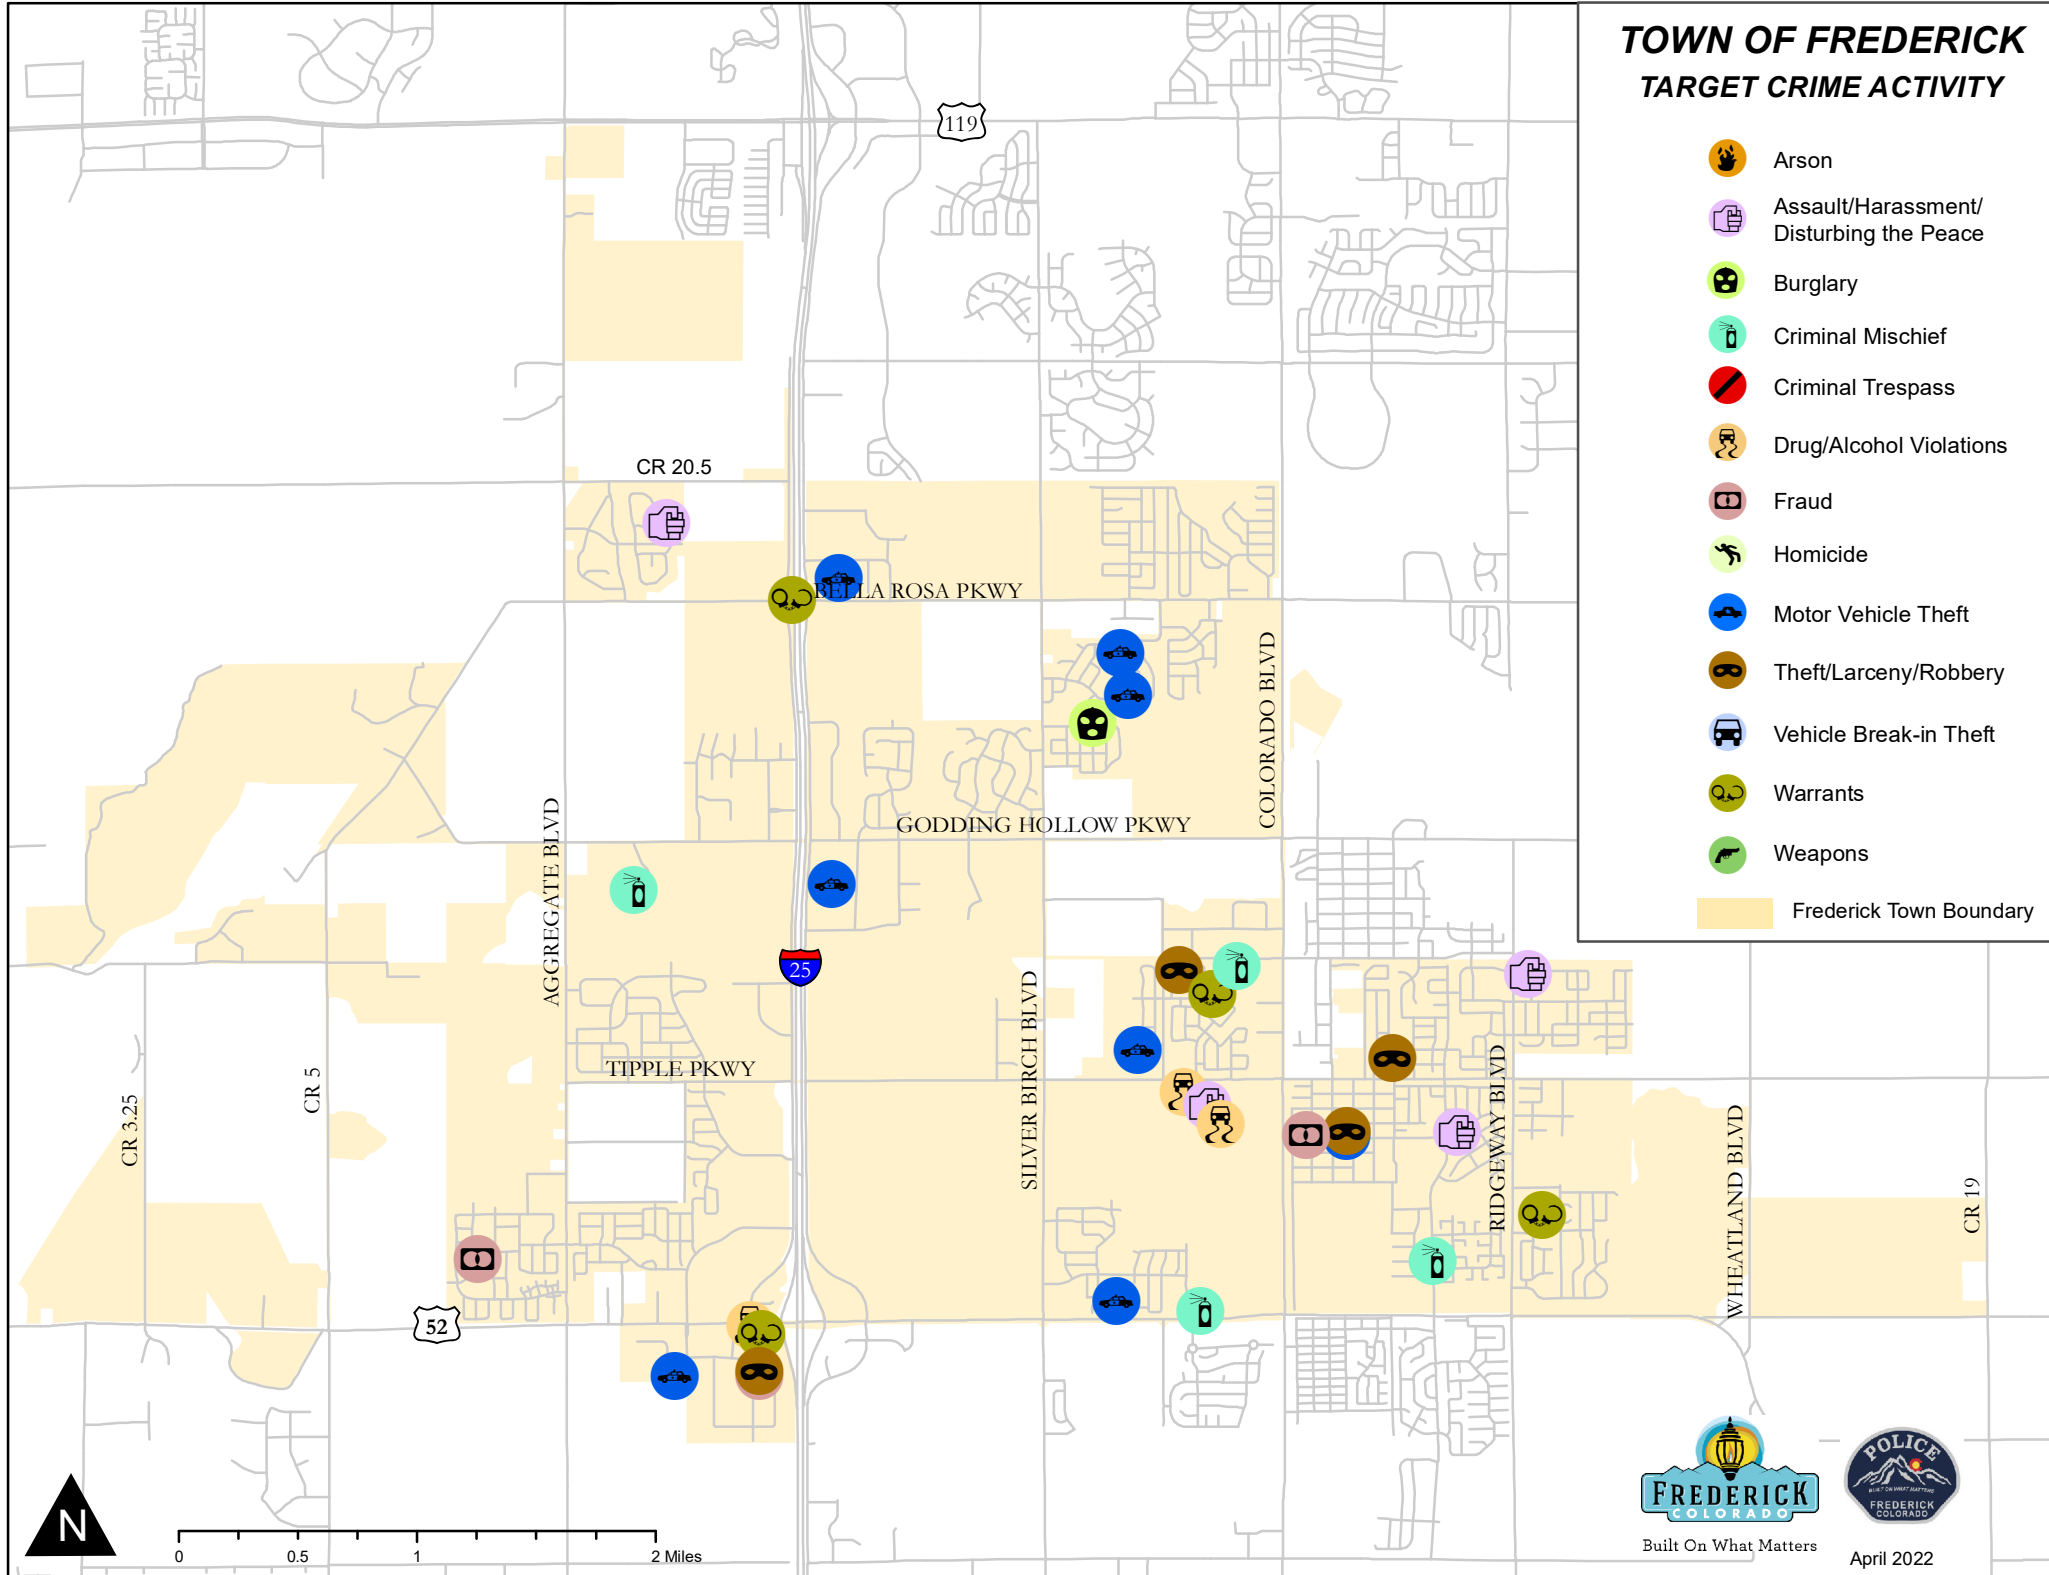 TOWN OF FREDERICK
TARGET CRIME ACTIVITY
Arson
Assault/Harassment/
Disturbing the Peace
Burglary
Criminal Mischief
Criminal Trespass
Drug/Alcohol Violations
Fraud
Homicide
Motor Vehicle Theft
Theft/Larceny/Robbery
Vehicle Break-in Theft
Warrants
Weapons
Frederick Town Boundary
119
CR 20.5
BELLA ROSA PKWY
COLORADO BLVD
GODDING HOLLOW PKWY
AGGREGATE BLVD
25
SILVER BIRCH BLVD
TIPPLE PKWY
CR 5
CR 3.25
RIDGEWAY BLVD
WHEATLAND BLVD
CR 19
52
N
0 0.5 1 2 Miles
FREDERICK
COLORADO
Built On What Matters
POLICE
BUILT ON WHAT MATTERS
FREDERICK
COLORADO
April 2022